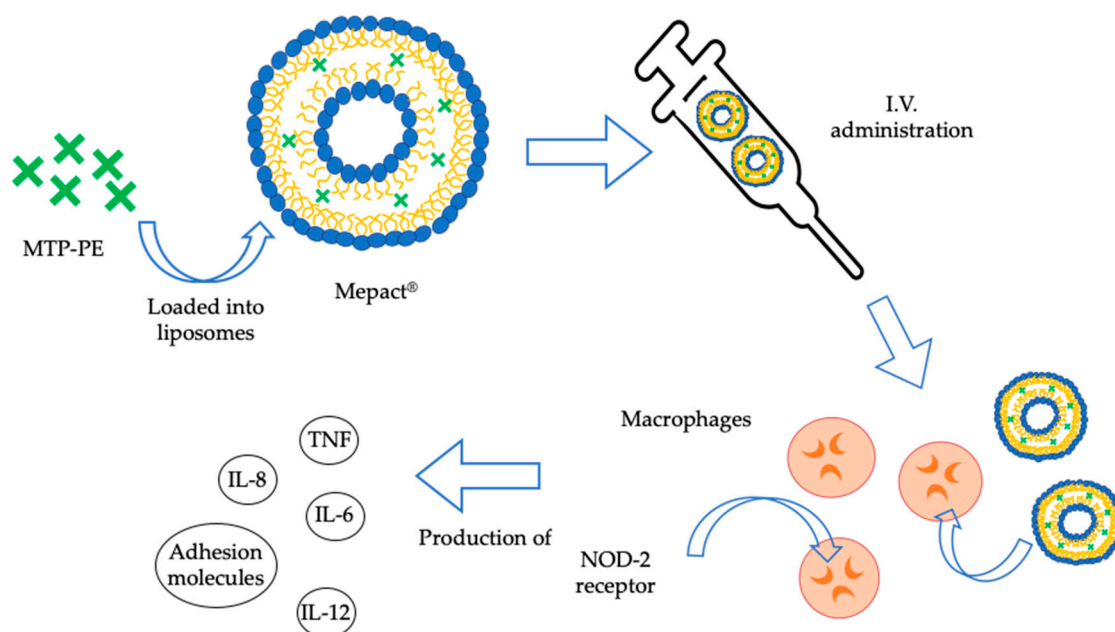 MTP-PE
Loaded into
liposomes
Mepact®
I.V.
administration
Macrophages
NOD-2
receptor
Production of
TNF
IL-8
IL-6
Adhesion
molecules
IL-12